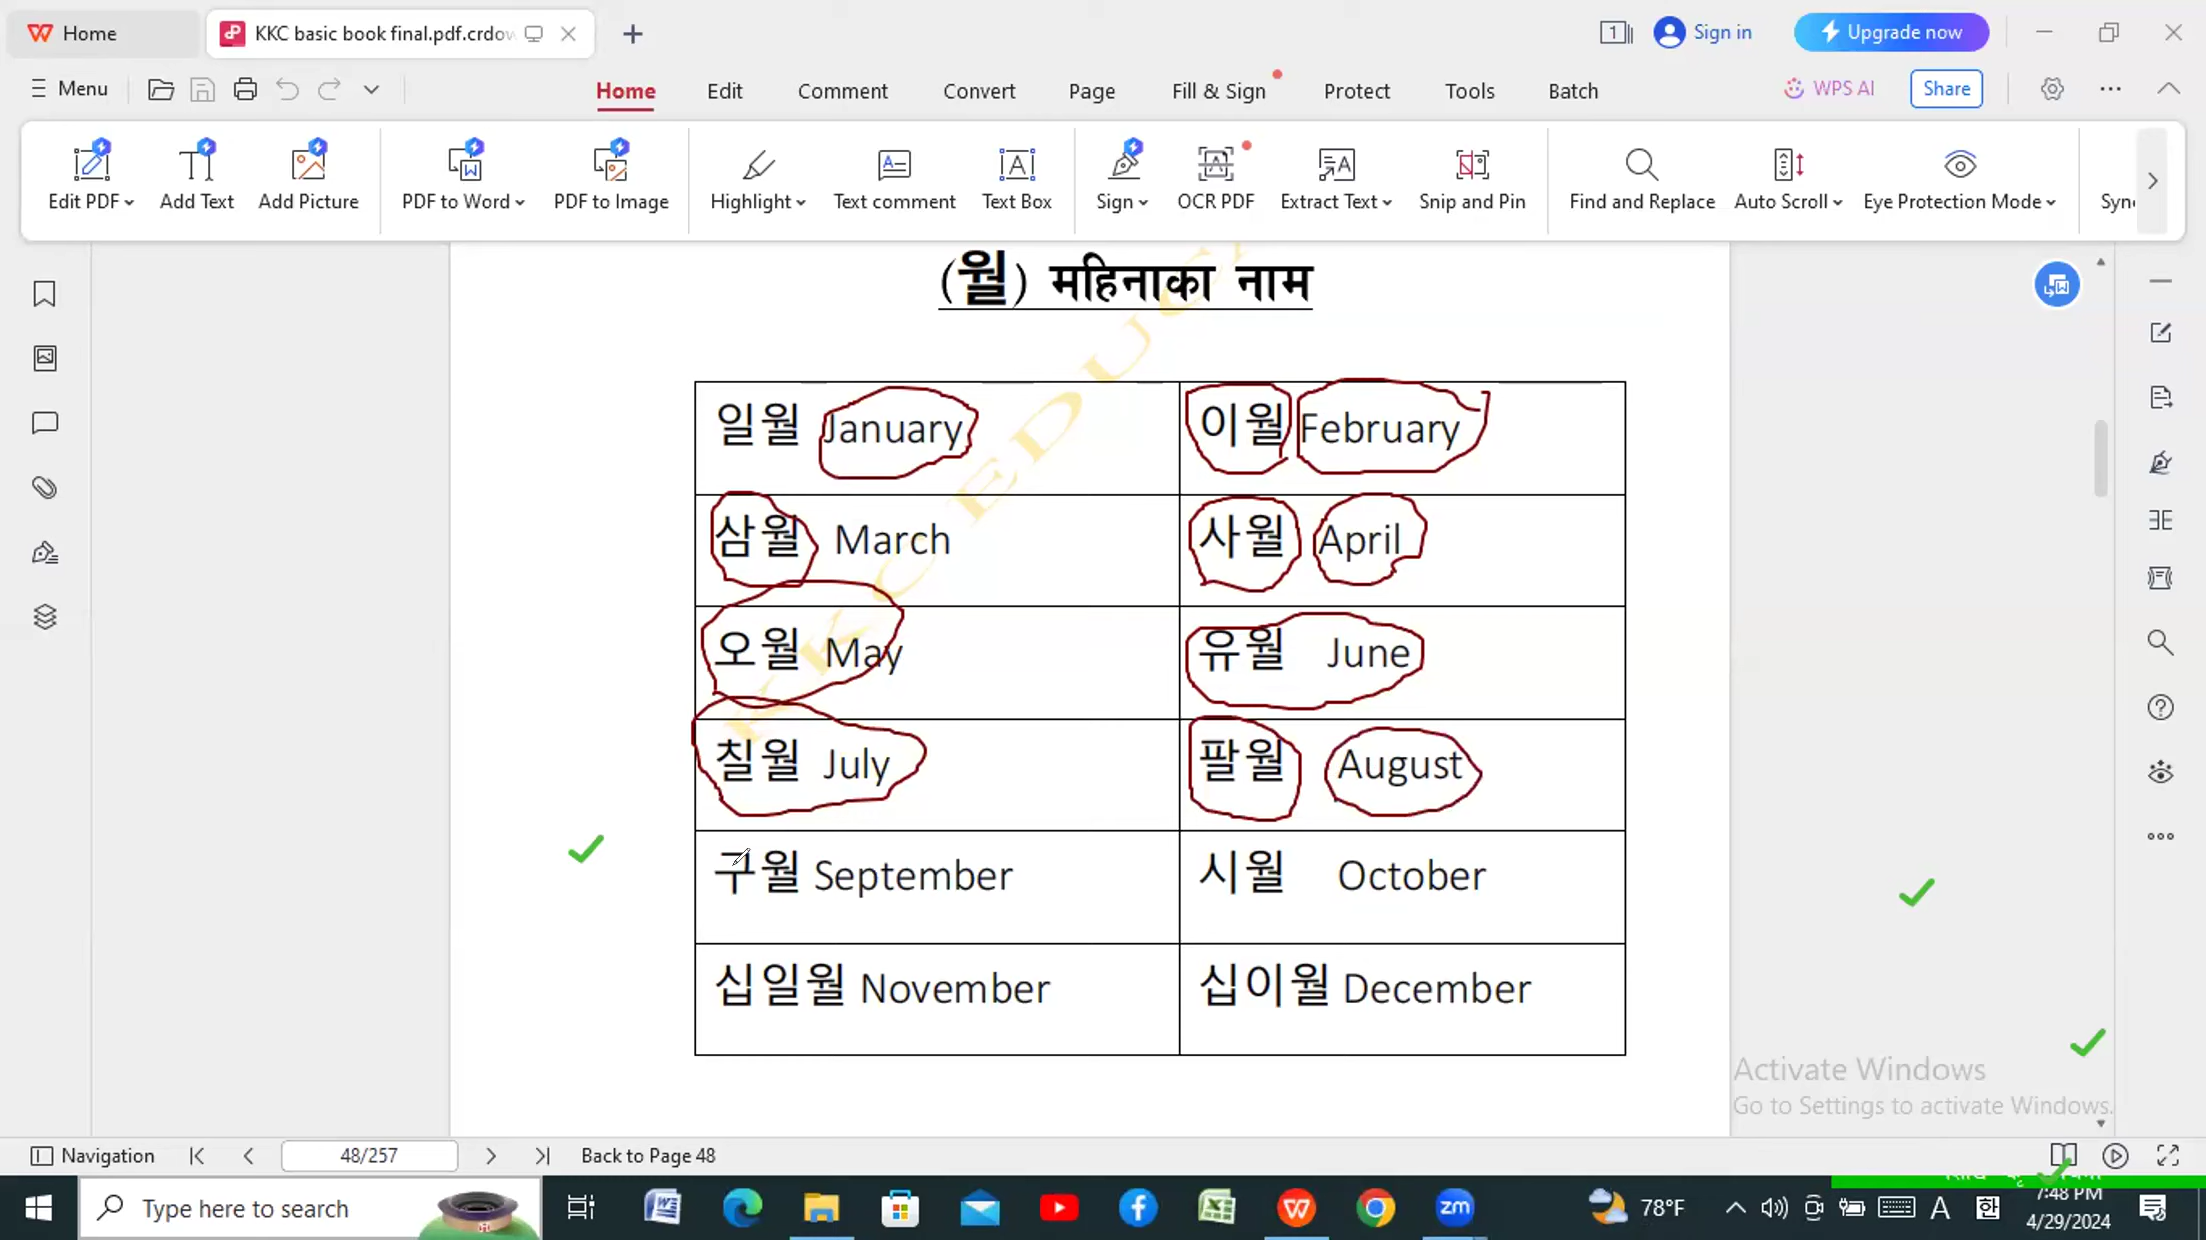 Home
KKC basic book final.pdf.crdow
Sign in
Upgrade now
Menu
Home
Edit
Comment
Convert
Page
Fill & Sign
Protect
Tools
Batch
WPS AI
Share
Edit PDF
Add Text
Add Picture
PDF to Word
PDF to Image
Highlight
Text comment
Text Box
Sign
OCR PDF
Extract Text
Snip and Pin
Find and Replace
Auto Scroll
Eye Protection Mode
(월) महिनाका नाम
KKC EDUC
일월 January
이월 February
삼월 March
사월 April
오월 May
유월 June
칠월 July
팔월 August
구월 September
시월 October
십일월 November
십이월 December
Activate Windows
Go to Settings to activate Windows.
Navigation
48/257
Back to Page 48
Type here to search
zm
78°F
A
한
7:48 PM
4/29/2024